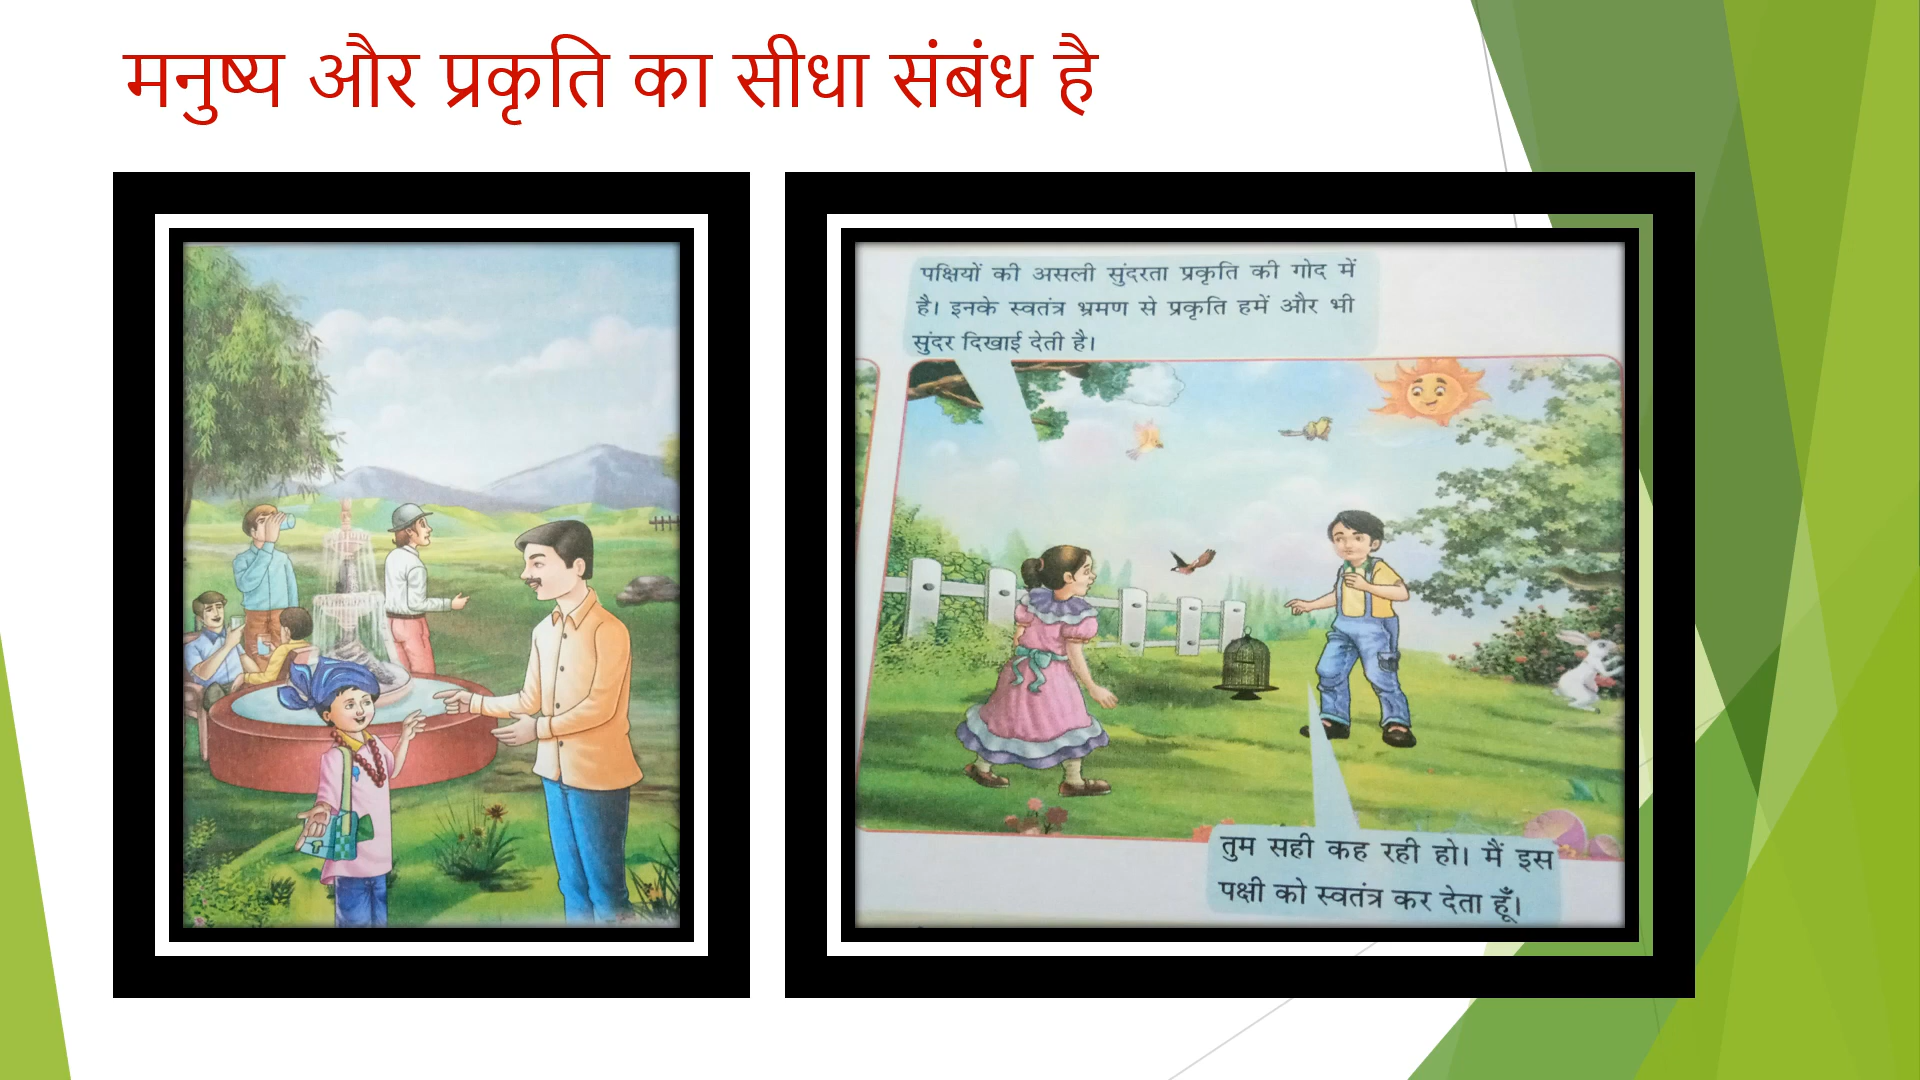 मनुष्य और प्रकृति का सीधा संबंध है
पक्षियों की असली सुंदरता प्रकृति की गोद में
है। इनके स्वतंत्र भ्रमण से प्रकृति हमें और भी
सुंदर दिखाई देती है।
तुम सही कह रही हो। मैं इस
पक्षी को स्वतंत्र कर देता हूँ।